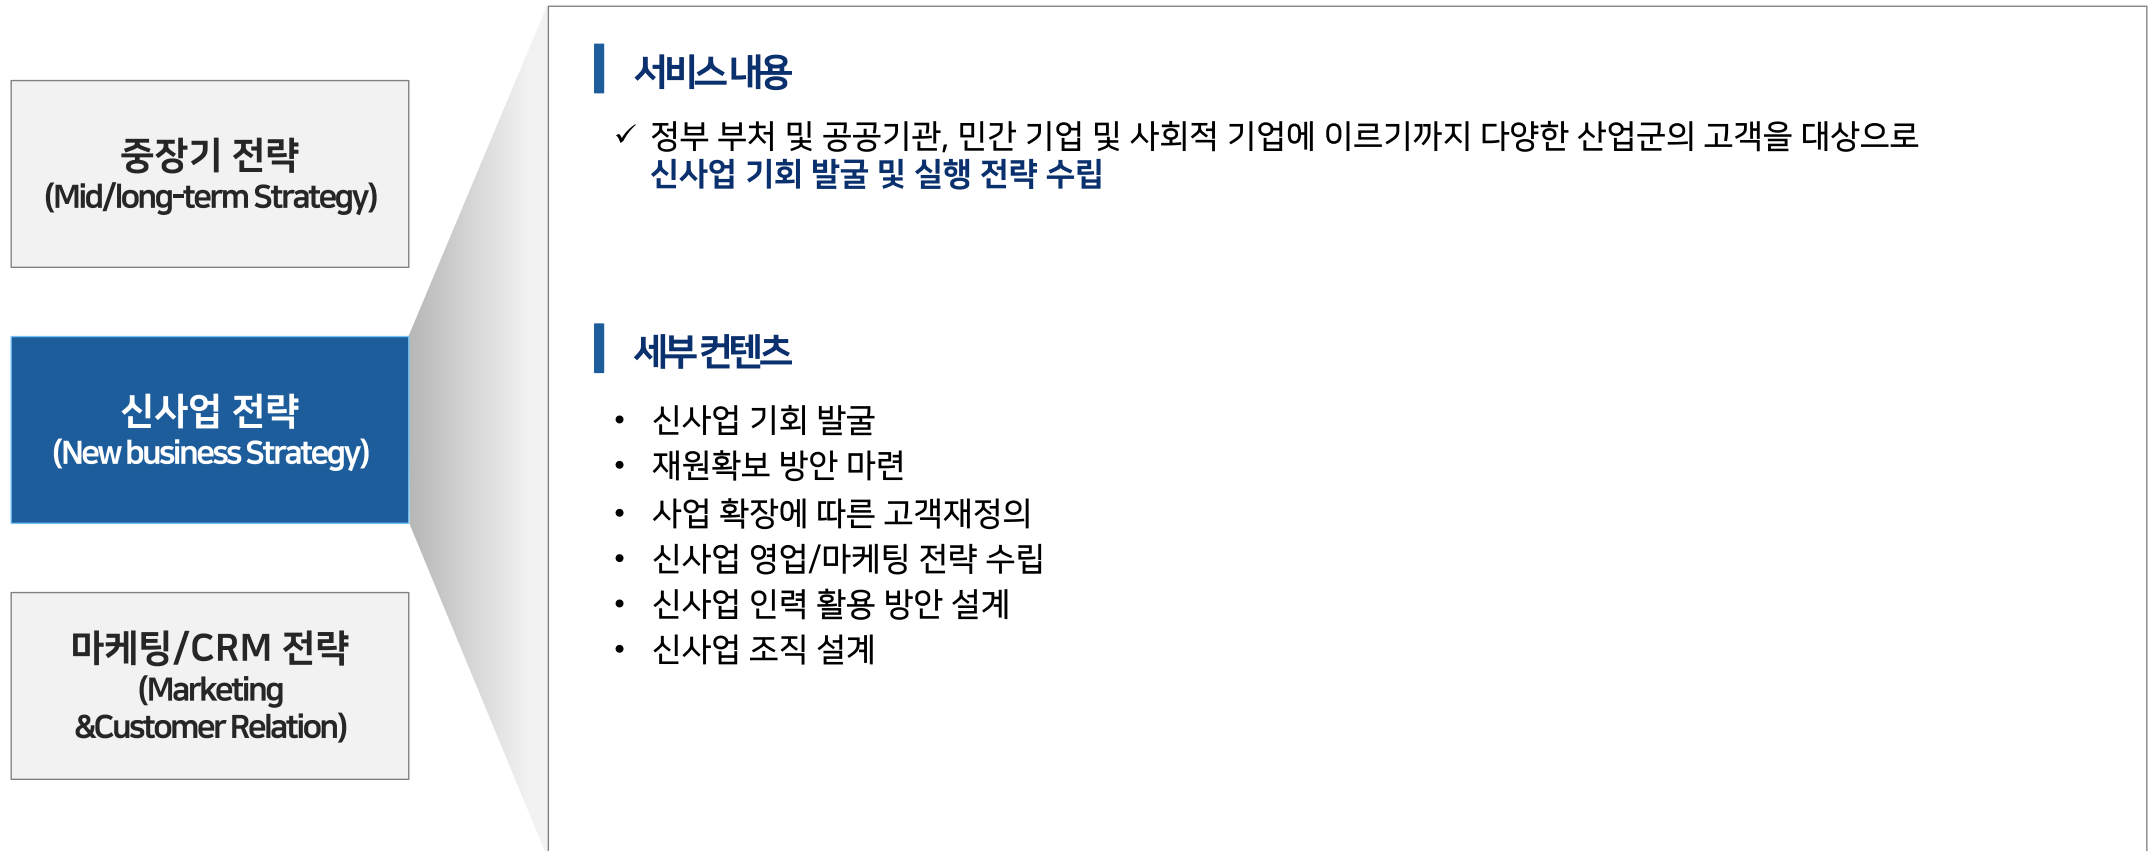 중장기 전략
(Mid/long-term Strategy)
신사업 전략
(New business Strategy)
마케팅/CRM 전략
(Marketing
&Customer Relation)
서비스 내용
✓ 정부 부처 및 공공기관, 민간 기업 및 사회적 기업에 이르기까지 다양한 산업군의 고객을 대상으로
신사업 기회 발굴 및 실행 전략 수립
세부 컨텐츠
• 신사업 기회 발굴
• 재원확보 방안 마련
• 사업 확장에 따른 고객재정의
• 신사업 영업/마케팅 전략 수립
• 신사업 인력 활용 방안 설계
• 신사업 조직 설계